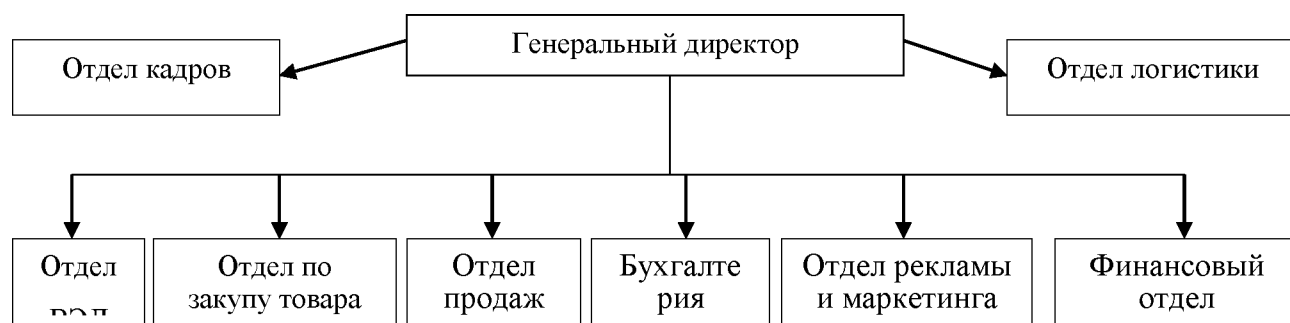 Генеральный директор
Отдел кадров
Отдел логистики
Отдел
ВЭД
Отдел по
закупу товара
Отдел
продаж
Бухгалте
рия
Отдел рекламы
и маркетинга
Финансовый
отдел